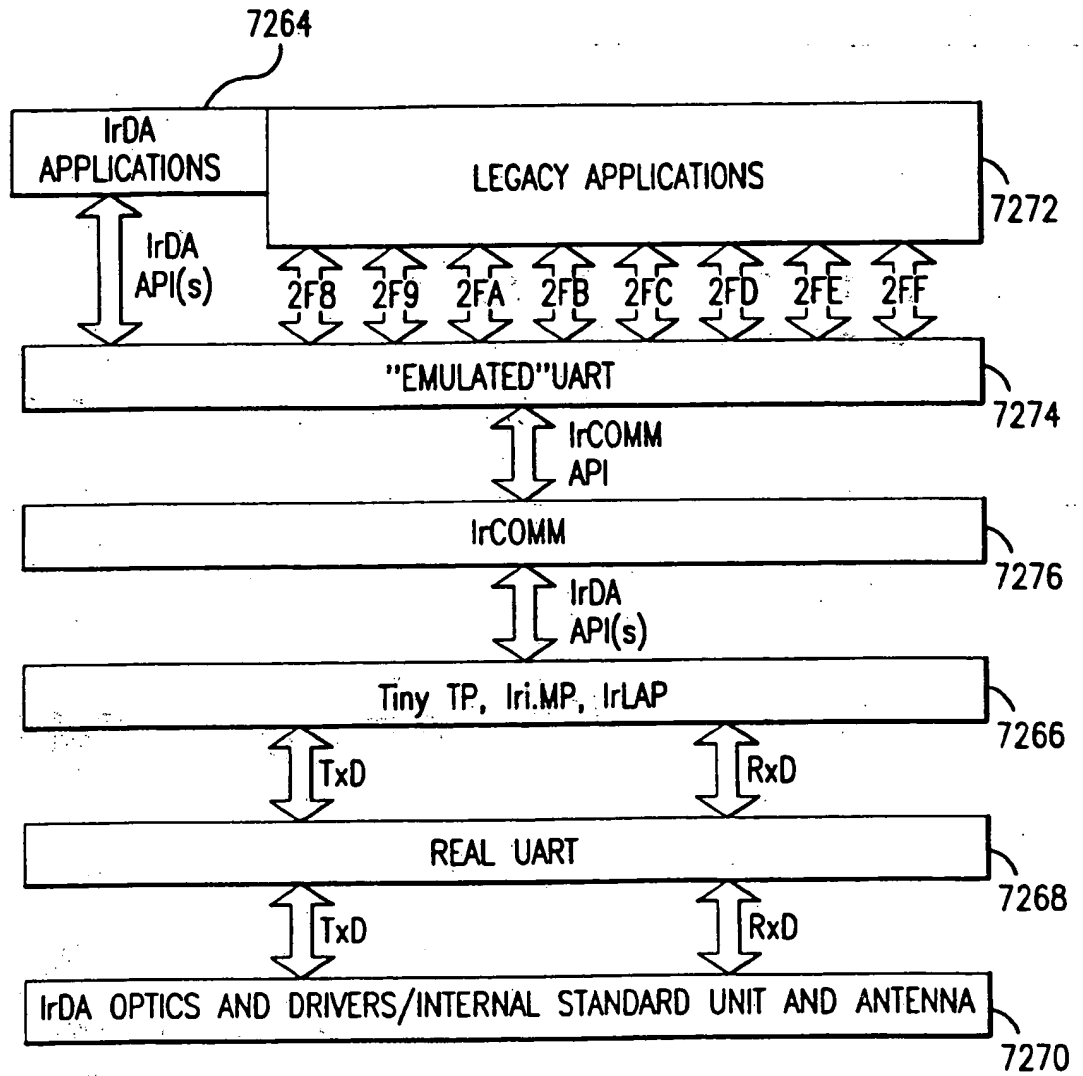 7264
IrDA
APPLICATIONS
LEGACY APPLICATIONS
7272
IrDA
API(s)
2F8 2F9 2FA 2FB 2FC 2FD 2FE 2FF
"EMULATED"UART
7274
IrCOMM
API
IrCOMM
7276
IrDA
API(s)
Tiny TP, Iri.MP, IrLAP
7266
TxD RxD
REAL UART
7268
TxD RxD
IrDA OPTICS AND DRIVERS/INTERNAL STANDARD UNIT AND ANTENNA
7270